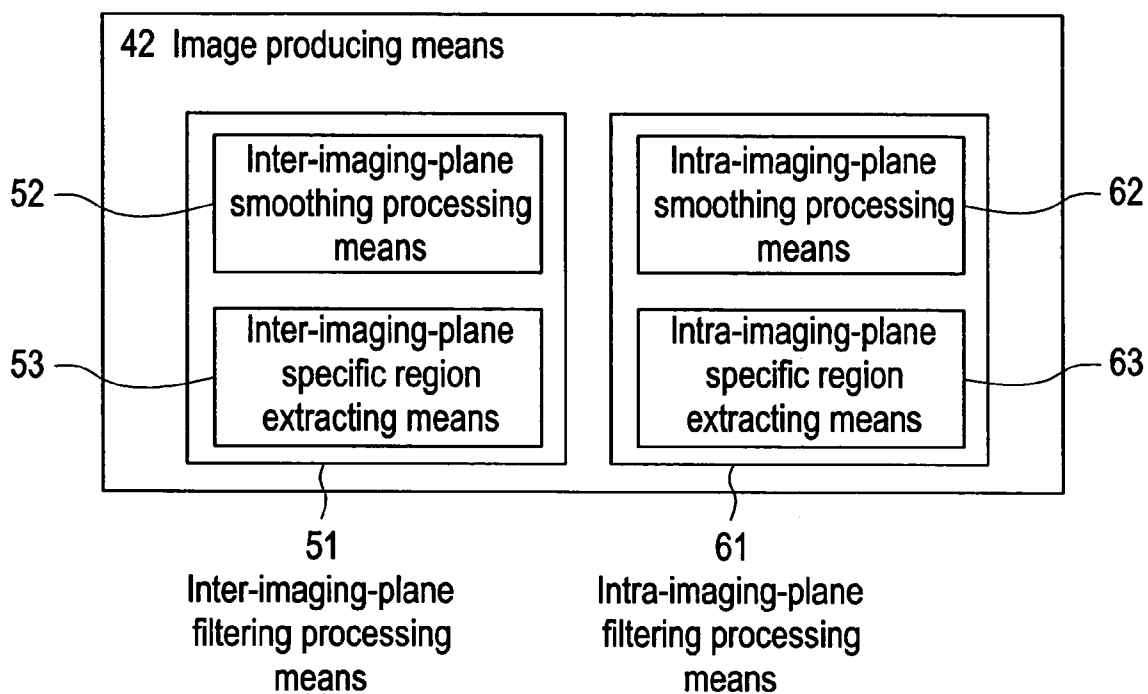 42 Image producing means
Inter-imaging-plane
smoothing processing
means
52
Inter-imaging-plane
specific region
extracting means
53
Intra-imaging-plane
smoothing processing
means
62
Intra-imaging-plane
specific region
extracting means
63
51
Inter-imaging-plane
filtering processing
means
61
Intra-imaging-plane
filtering processing
means